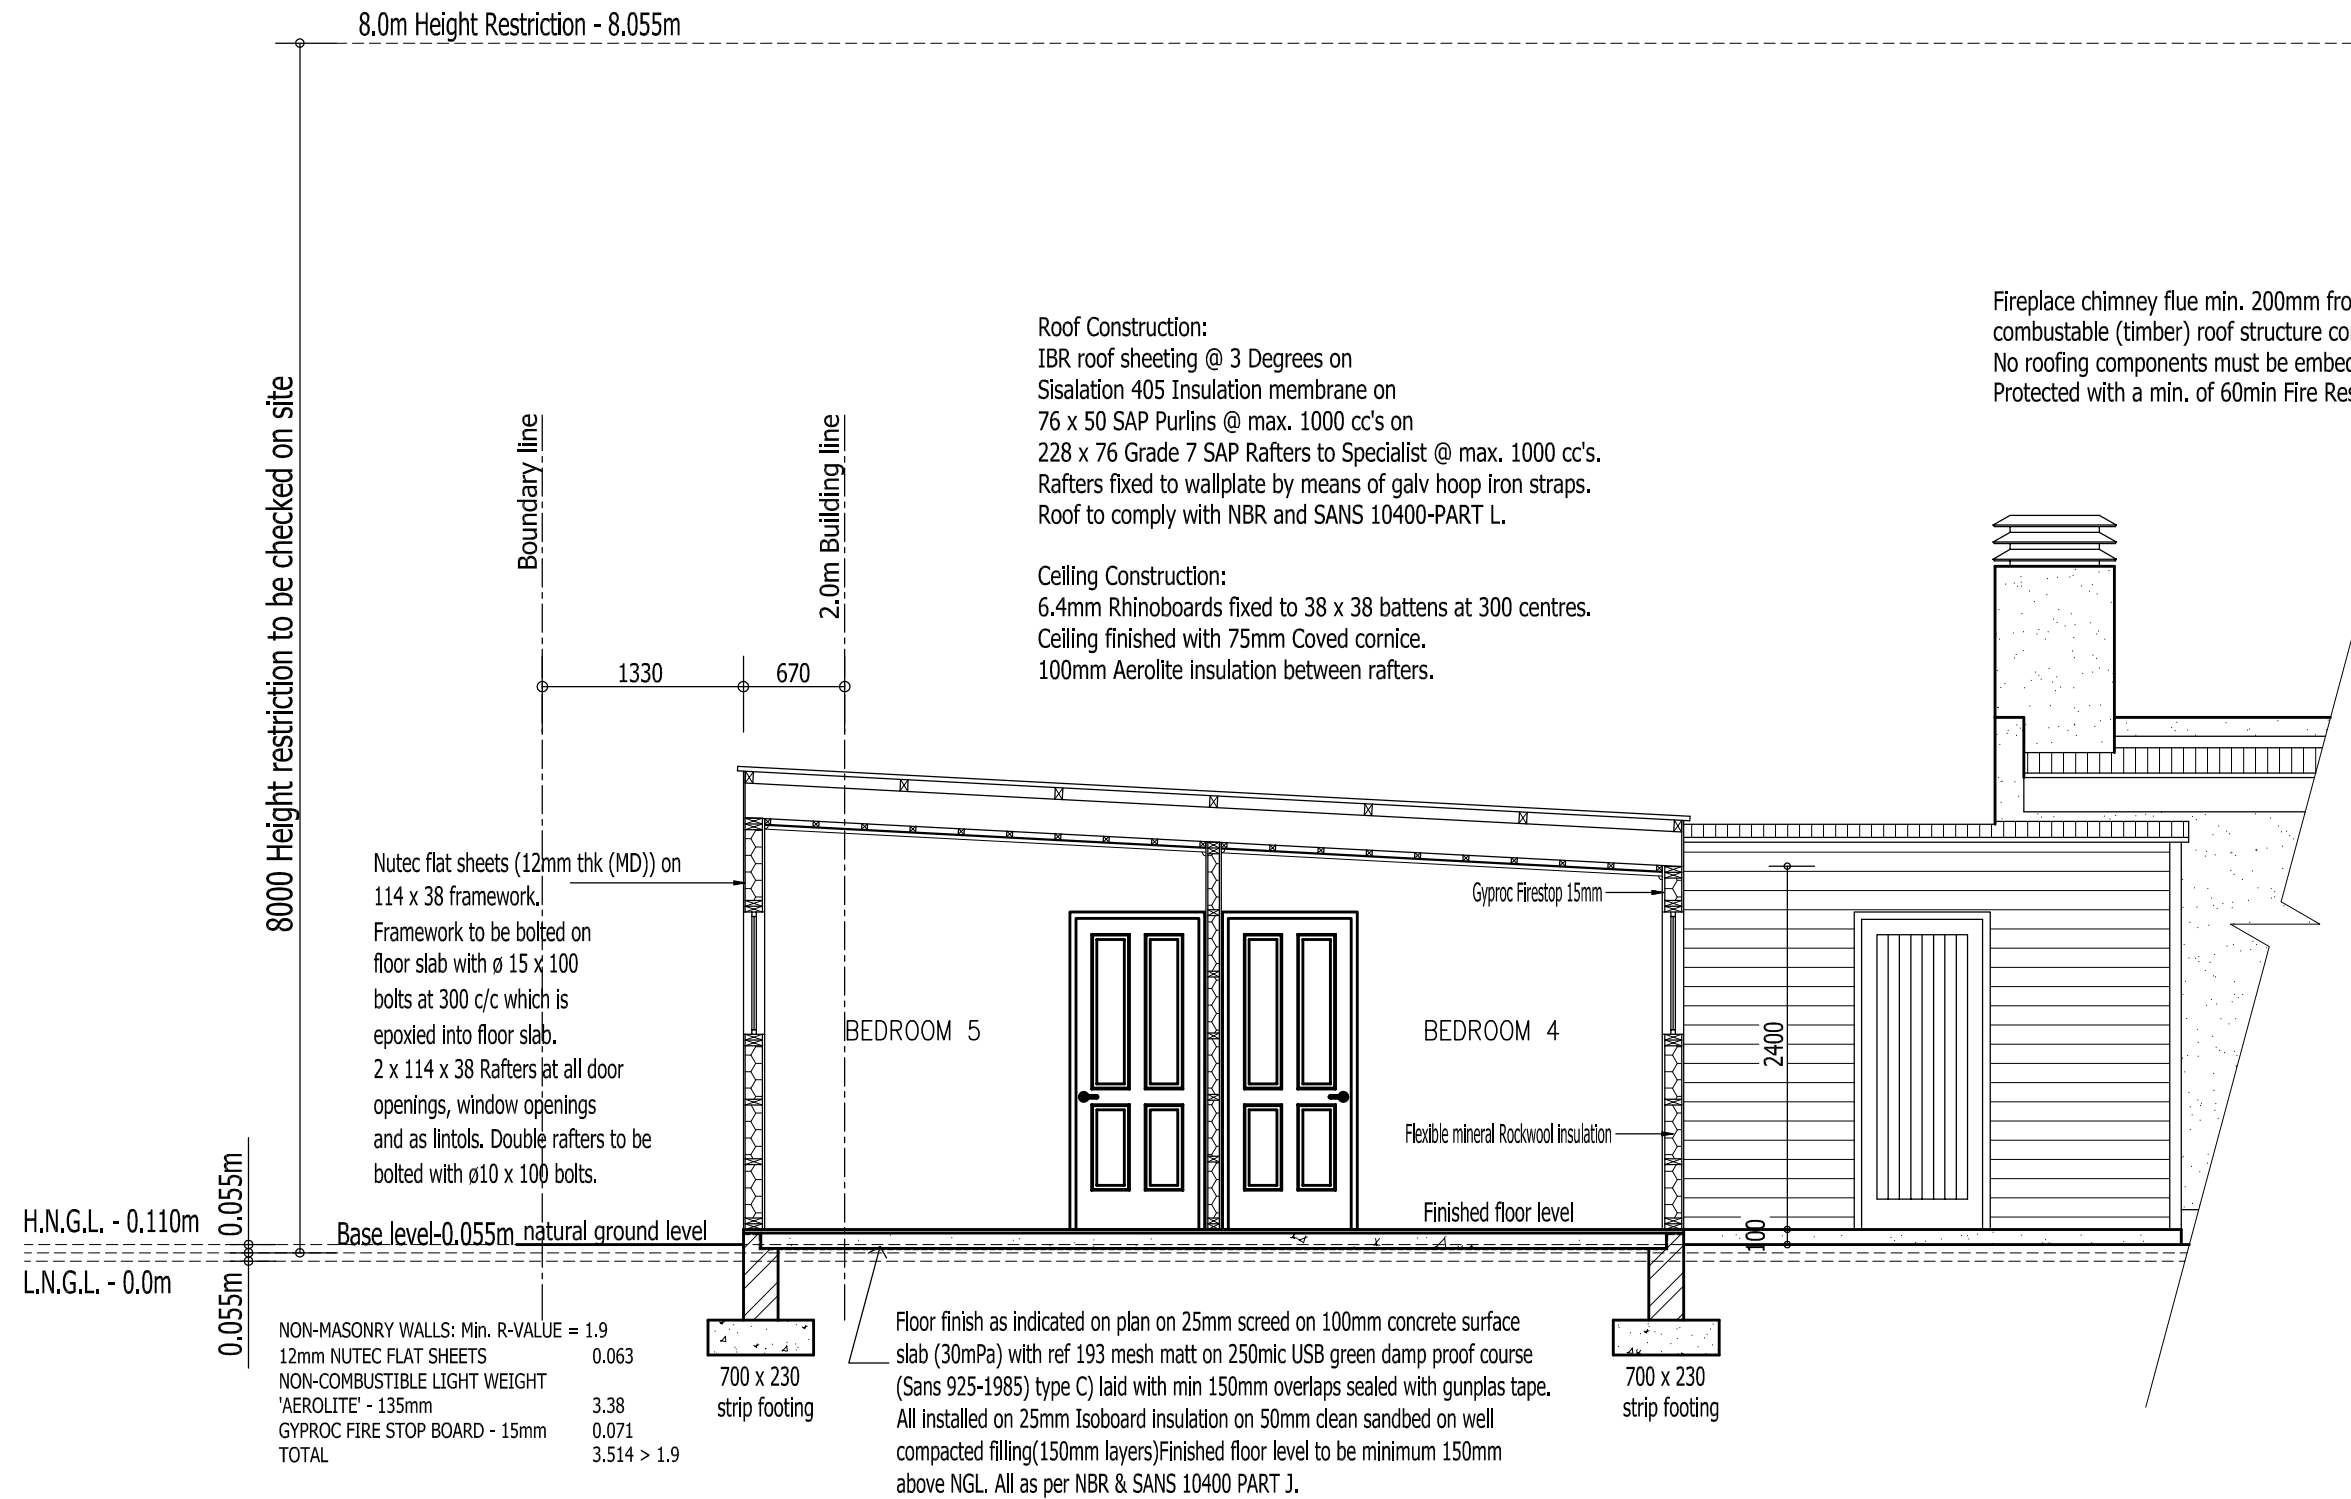 8.0m Height Restriction - 8.055m
8000 Height restriction to be checked on site
Boundary line
2.0m Building line
1330
670
Roof Construction:
IBR roof sheeting @ 3 Degrees on
Sisalation 405 Insulation membrane on
76 x 50 SAP Purlins @ max. 1000 cc's on
228 x 76 Grade 7 SAP Rafters to Specialist @ max. 1000 cc's.
Rafters fixed to wallplate by means of galv hoop iron straps.
Roof to comply with NBR and SANS 10400-PART L.
Ceiling Construction:
6.4mm Rhinoboards fixed to 38 x 38 battens at 300 centres.
Ceiling finished with 75mm Coved cornice.
100mm Aerolite insulation between rafters.
Fireplace chimney flue min. 200mm fro
combustable (timber) roof structure co
No roofing components must be embed
Protected with a min. of 60min Fire Res
Nutec flat sheets (12mm thk (MD)) on
114 x 38 framework.
Framework to be bolted on
floor slab with ø 15 x 100
bolts at 300 c/c which is
epoxied into floor slab.
2 x 114 x 38 Rafters at all door
openings, window openings
and as lintols. Double rafters to be
bolted with ø10 x 100 bolts.
Gyproc Firestop 15mm
BEDROOM 5
BEDROOM 4
2400
Flexible mineral Rockwool insulation
Finished floor level
100
H.N.G.L. - 0.110m
0.055m
Base level-0.055m
natural ground level
L.N.G.L. - 0.0m
0.055m
NON-MASONRY WALLS: Min. R-VALUE = 1.9
12mm NUTEC FLAT SHEETS 0.063
NON-COMBUSTIBLE LIGHT WEIGHT
'AEROLITE' - 135mm 3.38
GYPROC FIRE STOP BOARD - 15mm 0.071
TOTAL 3.514 > 1.9
700 x 230
strip footing
Floor finish as indicated on plan on 25mm screed on 100mm concrete surface
slab (30mPa) with ref 193 mesh matt on 250mic USB green damp proof course
(Sans 925-1985) type C) laid with min 150mm overlaps sealed with gunplas tape.
All installed on 25mm Isoboard insulation on 50mm clean sandbed on well
compacted filling(150mm layers)Finished floor level to be minimum 150mm
above NGL. All as per NBR & SANS 10400 PART J.
700 x 230
strip footing